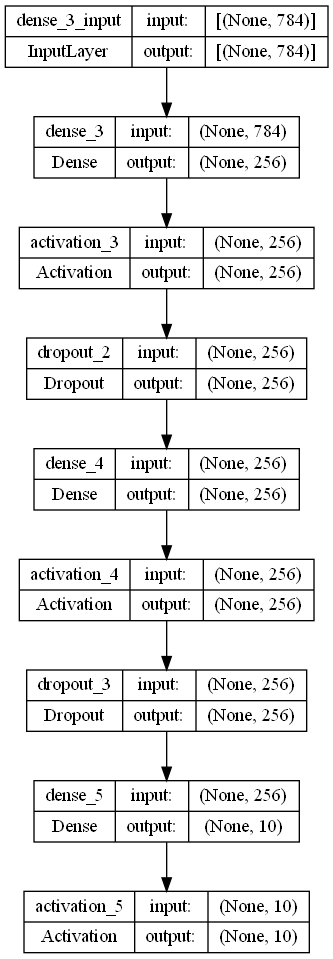 dense_3_input input: [(None, 784)]
InputLayer output: [(None, 784)]
dense_3 input: (None, 784)
Dense output: (None, 256)
activation_3 input: (None, 256)
Activation output: (None, 256)
dropout_2 input: (None, 256)
Dropout output: (None, 256)
dense_4 input: (None, 256)
Dense output: (None, 256)
activation_4 input: (None, 256)
Activation output: (None, 256)
dropout_3 input: (None, 256)
Dropout output: (None, 256)
dense_5 input: (None, 256)
Dense output: (None, 10)
activation_5 input: (None, 10)
Activation output: (None, 10)